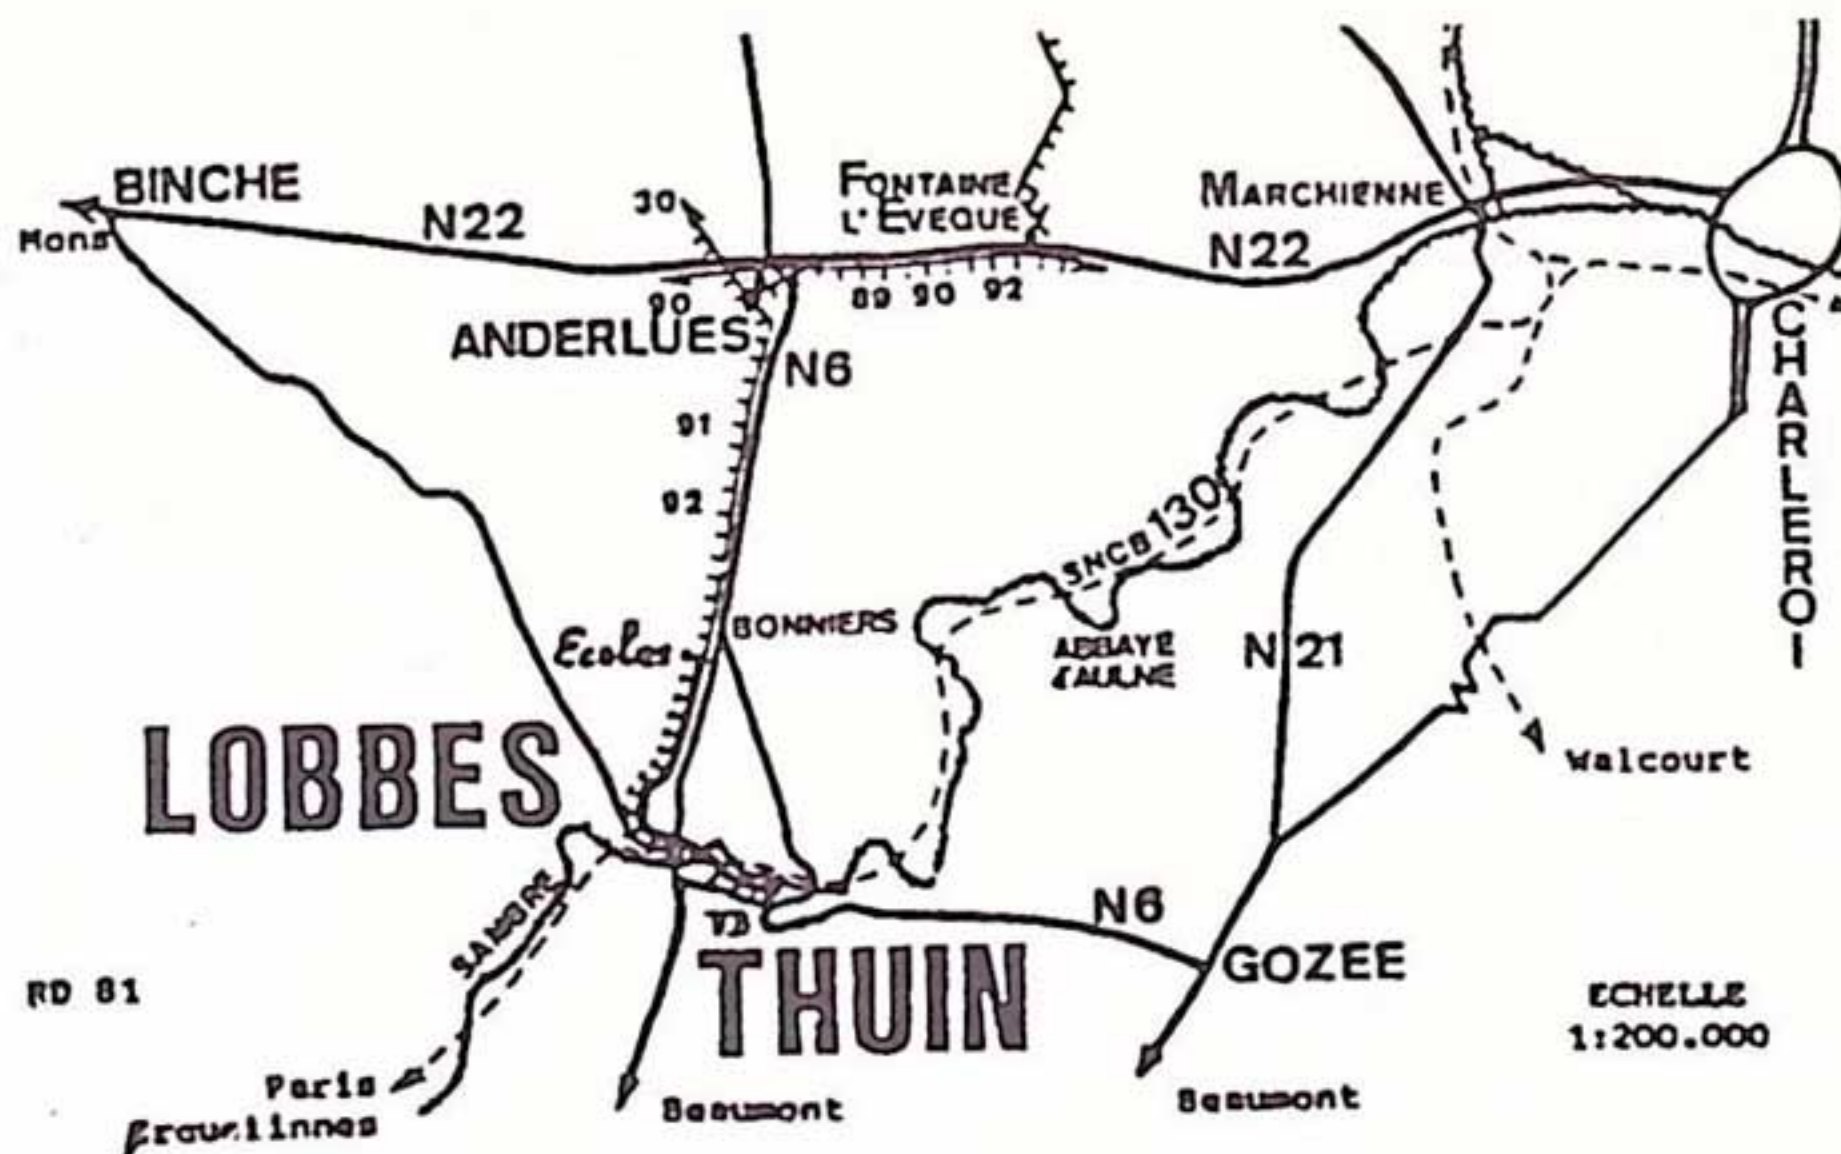 BINCHE
Mons
N22
30
FONTAINE
L'EVEQUE
MARCHIENNE
N22
90
89 90 92
ANDERLUES
N6
91
92
CHARLEROI
SNCB 130
Ecoles
BONNIERS
ABBAYE
d'AULNE
N 21
LOBBES
Walcourt
SAMBRE
VB
THUIN
N6
GOZEE
RD 81
ECHELLE
1:200.000
Paris
Beaumont
Beaumont